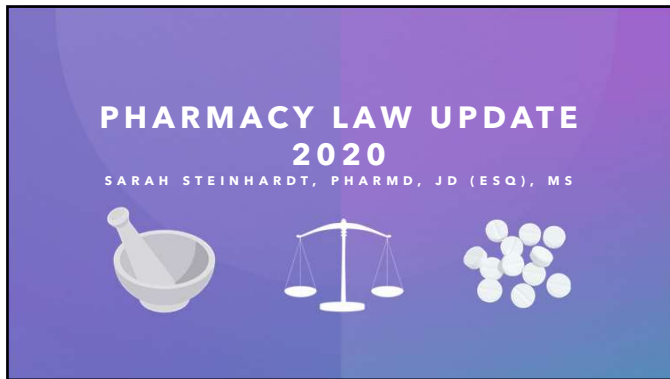 PHARMACY LAW UPDATE
2020
SARAH STEINHARDT, PHARMD, JD (ESQ), MS